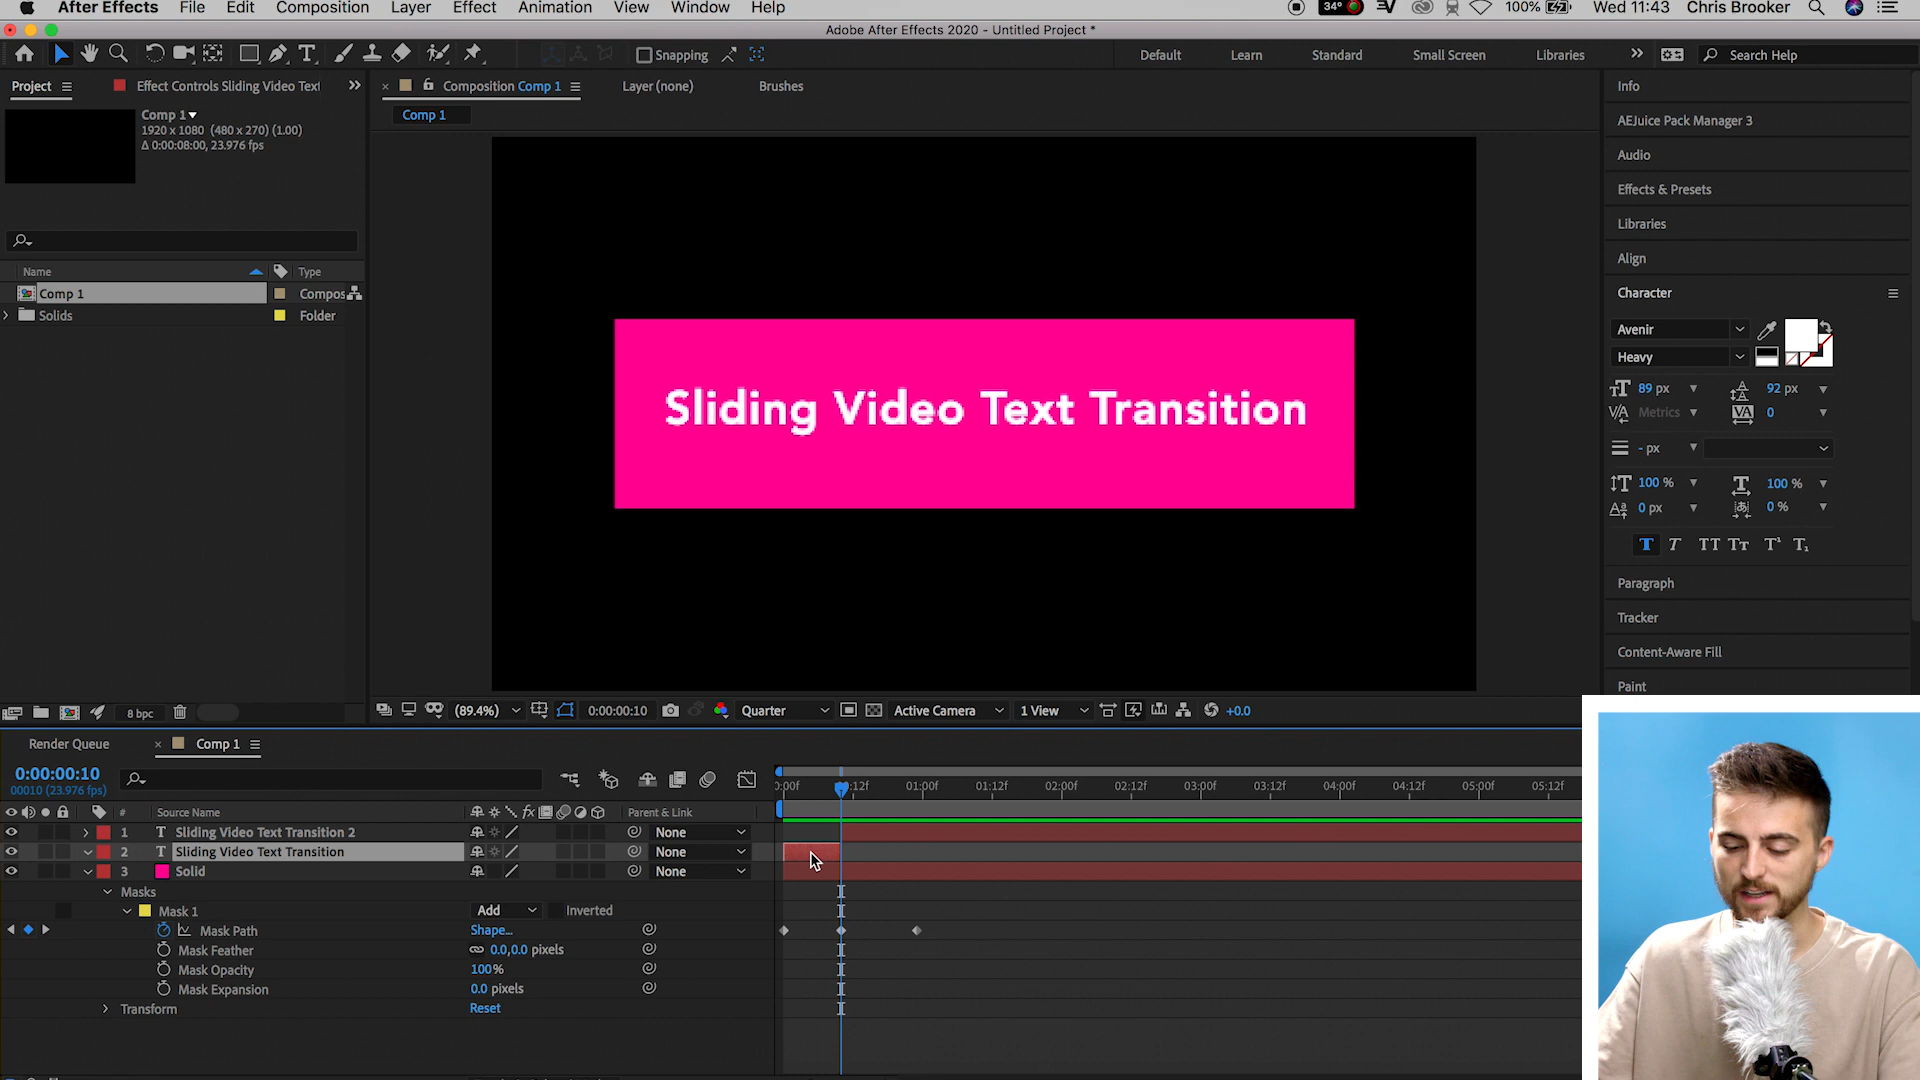 After Effects File Edit Composition Layer Effect Animation View Window Help 34° 100% Wed 11:43 Chris Brooker
Adobe After Effects 2020 - Untitled Project *
Snapping Default Learn Standard Small Screen Libraries Search Help
Project Effect Controls Sliding Video Text
Composition Comp 1 Layer (none) Brushes
Comp 1
Comp 1
1920 x 1080 (480 x 270) (1.00)
Δ 0:00:08:00, 23.976 fps
Name Type
Comp 1 Compos
Solids Folder
8 bpc
Sliding Video Text Transition
(89.4%) 0:00:00:10 Quarter Active Camera 1 View +0.0
Info
AEJuice Pack Manager 3
Audio
Effects & Presets
Libraries
Align
Character
Avenir
Heavy
89 px 92 px
Metrics 0
- px
100 % 100 %
0 px 0 %
T T TT Tт T¹ T₁
Paragraph
Tracker
Content-Aware Fill
Paint
Render Queue Comp 1
0:00:00:10
00010 (23.976 fps)
0:00f 0:12f 01:00f 01:12f 02:00f 02:12f 03:00f 03:12f 04:00f 04:12f 05:00f 05:12f
# Source Name Parent & Link
1 T Sliding Video Text Transition 2 None
2 T Sliding Video Text Transition None
3 Solid None
Masks
Mask 1 Add Inverted
Mask Path Shape...
Mask Feather 0.0,0.0 pixels
Mask Opacity 100%
Mask Expansion 0.0 pixels
Transform Reset